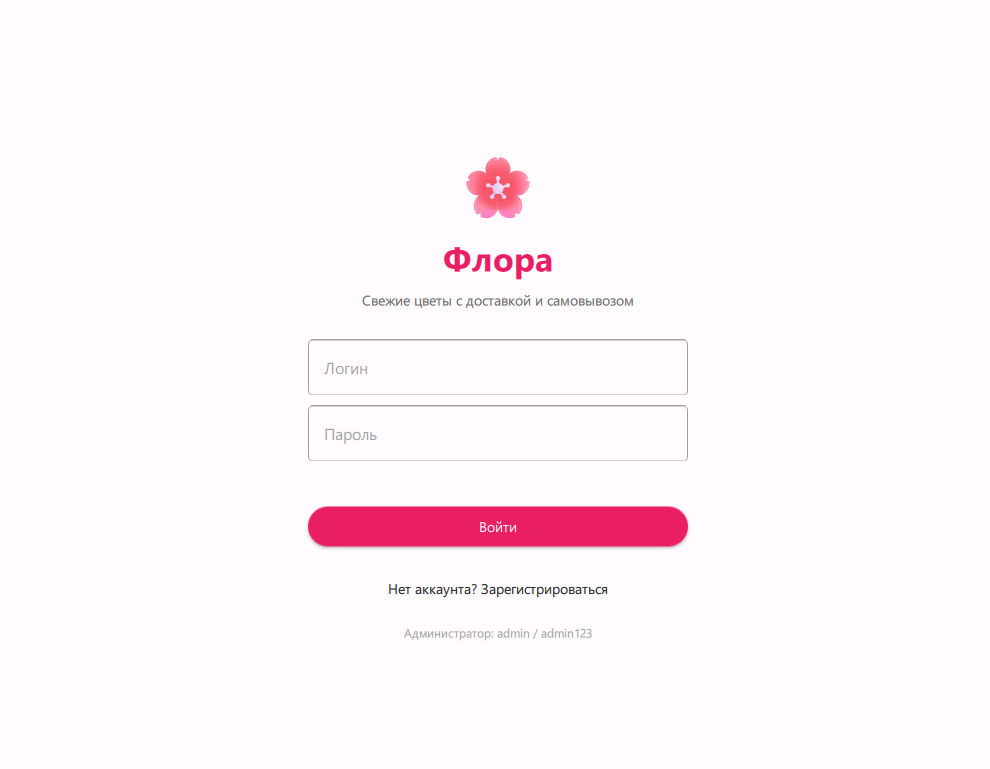 Флора
Свежие цветы с доставкой и самовывозом
Логин
Пароль
Войти
Нет аккаунта? Зарегистрироваться
Администратор: admin / admin123